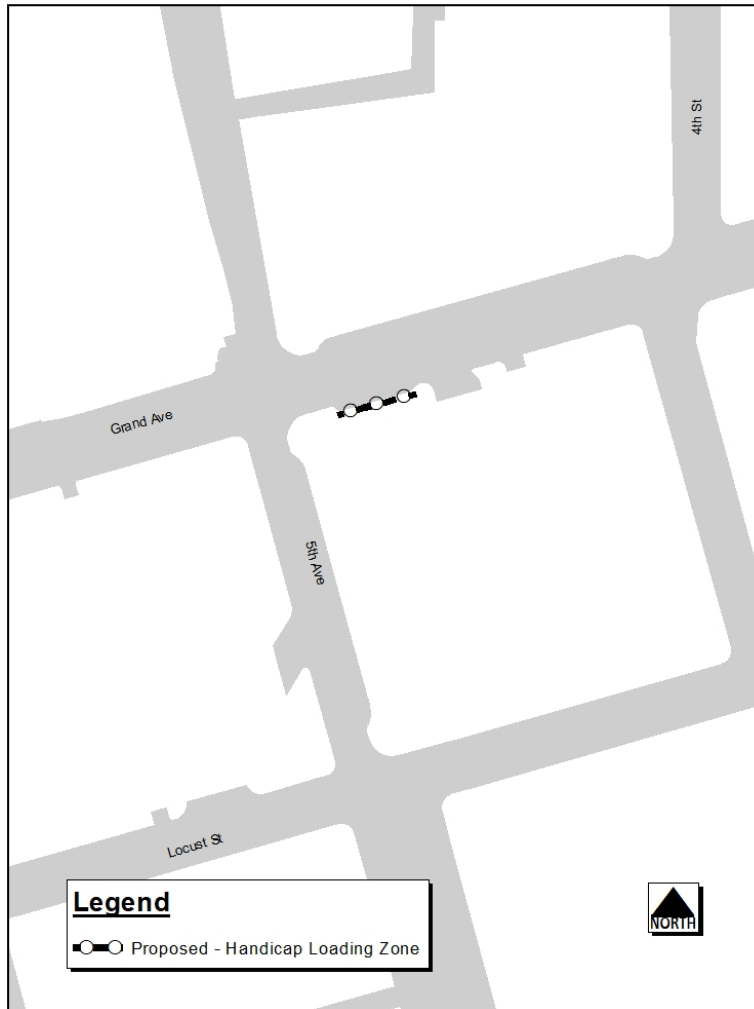 4th St
Grand Ave
5th Ave
Locust St
Legend
Proposed - Handicap Loading Zone
NORTH